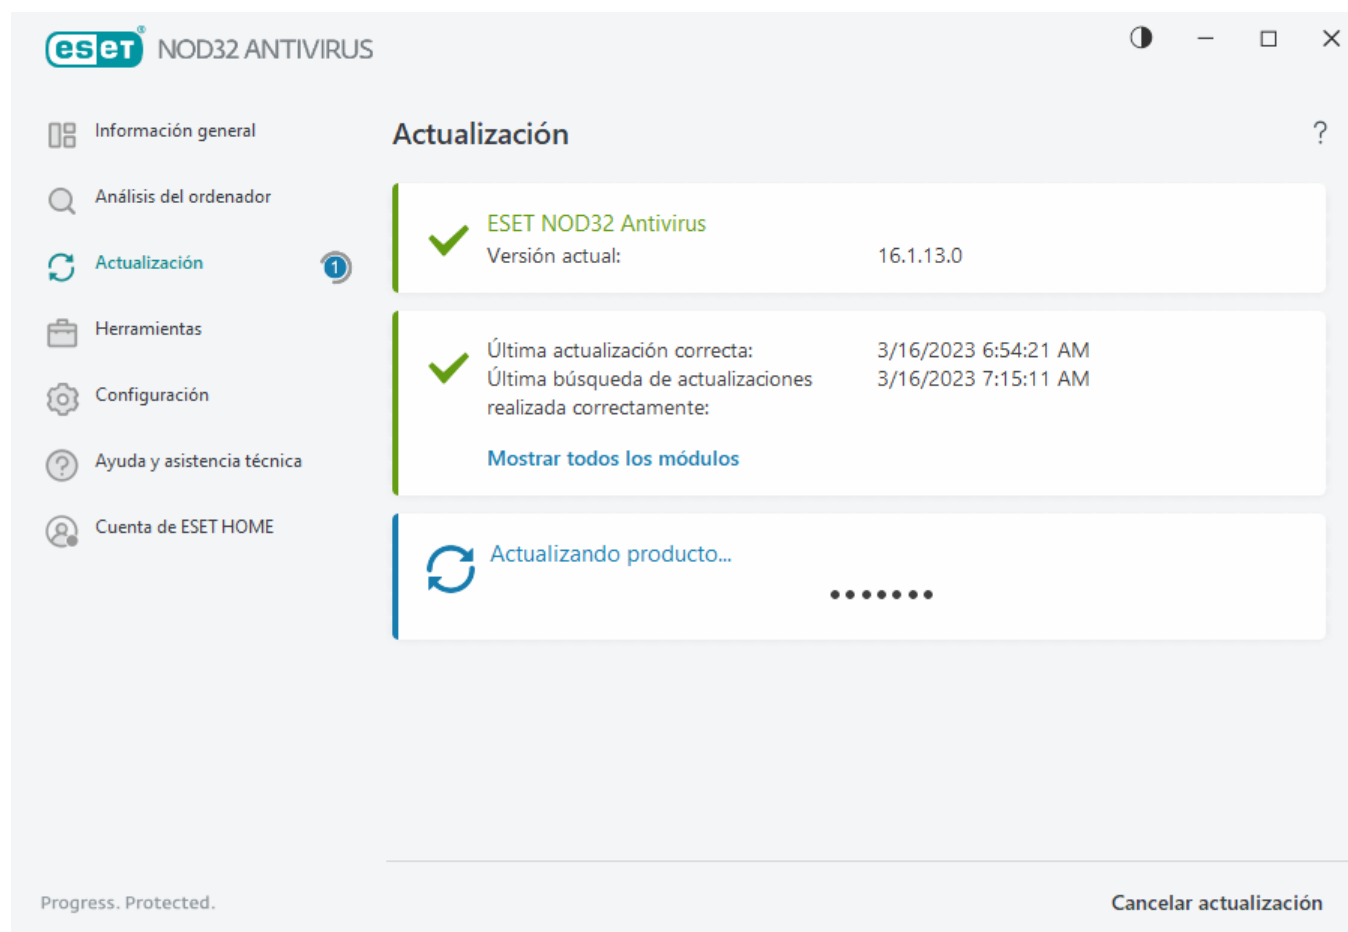 eset® NOD32 ANTIVIRUS
Información general
Análisis del ordenador
Actualización
1
Herramientas
Configuración
Ayuda y asistencia técnica
Cuenta de ESET HOME
Actualización
?
ESET NOD32 Antivirus
Versión actual: 16.1.13.0
Última actualización correcta: 3/16/2023 6:54:21 AM
Última búsqueda de actualizaciones 3/16/2023 7:15:11 AM
realizada correctamente:
Mostrar todos los módulos
Actualizando producto...
Progress. Protected.
Cancelar actualización